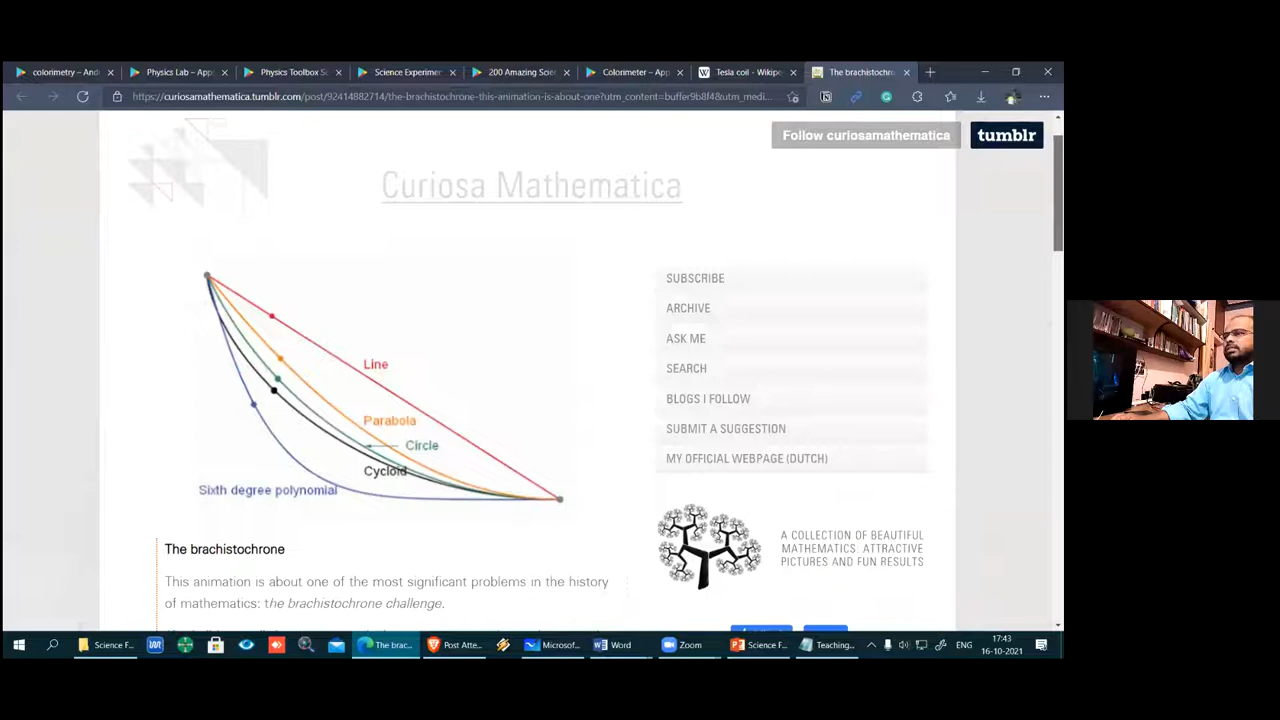 colorimetry – And
Physics Lab – Apps
Physics Toolbox Se
Science Experimen
200 Amazing Scie
Colorimeter – App
Tesla coil - Wikipe
The brachistochro
https://curiosamathematica.tumblr.com/post/92414882714/the-brachistochrone-this-animation-is-about-one?utm_content=buffer9b8f4&utm_medi...
Follow curiosamathematica
tumblr
Curiosa Mathematica
Line
Parabola
Circle
Cycloid
Sixth degree polynomial
The brachistochrone
This animation is about one of the most significant problems in the history
of mathematics: the brachistochrone challenge.
SUBSCRIBE
ARCHIVE
ASK ME
SEARCH
BLOGS I FOLLOW
SUBMIT A SUGGESTION
MY OFFICIAL WEBPAGE (DUTCH)
A COLLECTION OF BEAUTIFUL
MATHEMATICS: ATTRACTIVE
PICTURES AND FUN RESULTS
Science F...
The brac...
Post Atte...
Microsof...
Word
Zoom
Science F...
Teaching...
ENG
17:43
16-10-2021